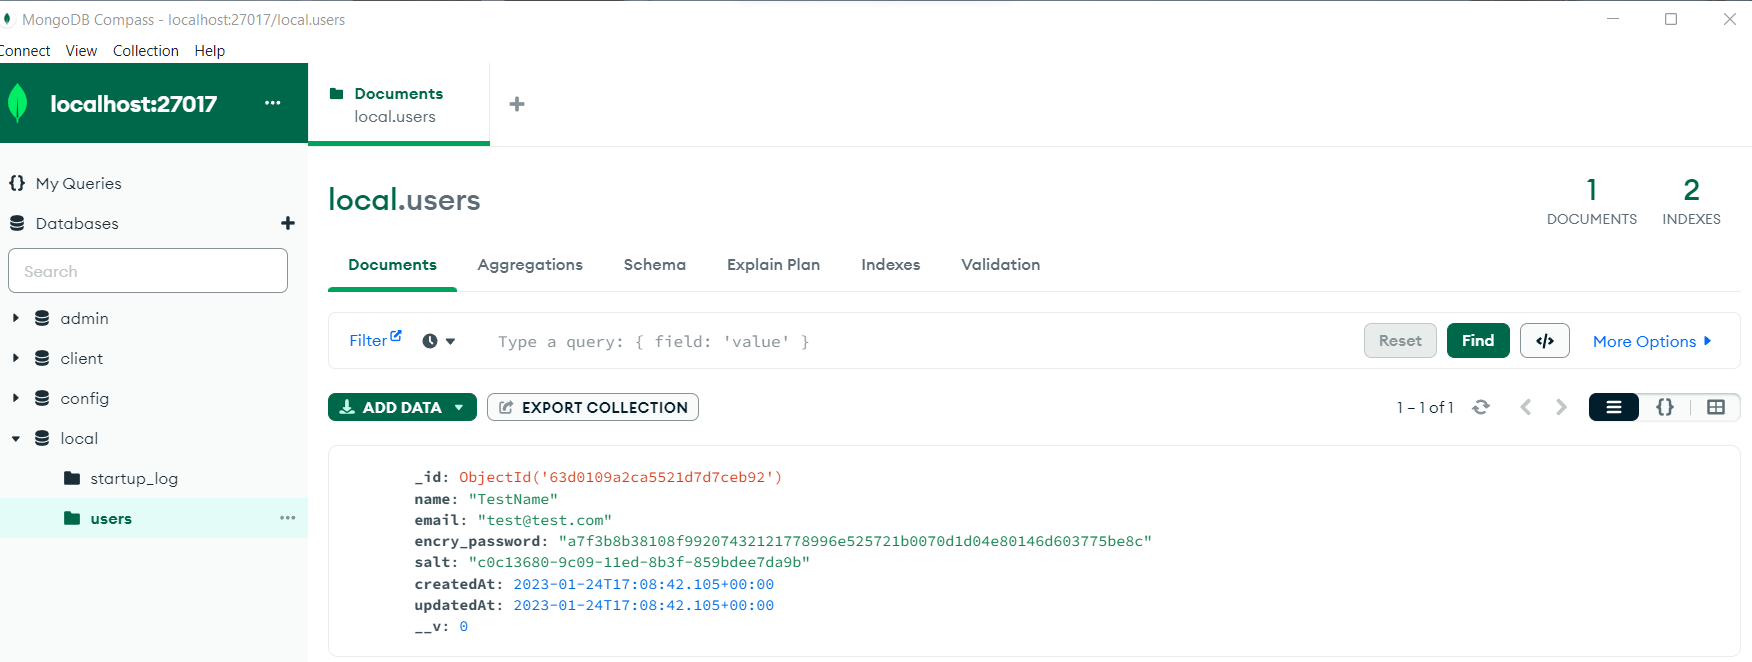 MongoDB Compass - localhost:27017/local.users
Connect View Collection Help
localhost:27017 ...
Documents
local.users
+
{} My Queries
Databases +
Search
admin
client
config
local
startup_log
users ...
local.users
1
DOCUMENTS
2
INDEXES
Documents Aggregations Schema Explain Plan Indexes Validation
Filter Type a query: { field: 'value' } Reset Find </> More Options
ADD DATA EXPORT COLLECTION 1 – 1 of 1 {}
_id: ObjectId('63d0109a2ca5521d7d7ceb92')
name: "TestName"
email: "test@test.com"
encry_password: "a7f3b8b38108f99207432121778996e525721b0070d1d04e80146d603775be8c"
salt: "c0c13680-9c09-11ed-8b3f-859bdee7da9b"
createdAt: 2023-01-24T17:08:42.105+00:00
updatedAt: 2023-01-24T17:08:42.105+00:00
__v: 0